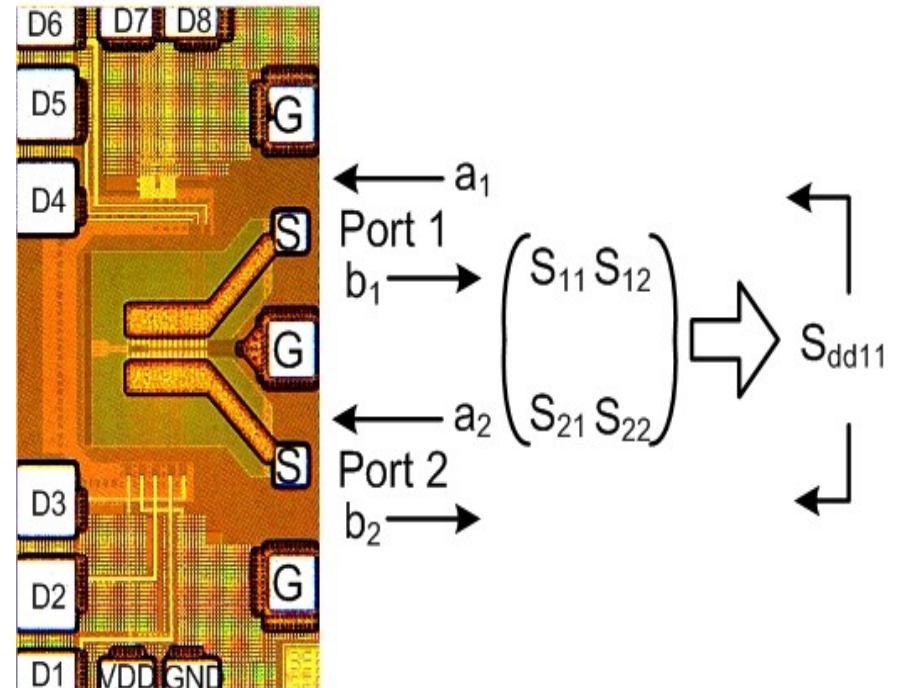 D6 D7 D8
D5
G
D4
S
G
S
D3
D2
G
D1 VDD GND
a₁
Port 1
b₁
a₂
Port 2
b₂
S₁₁ S₁₂
S₂₁ S₂₂
S_dd11